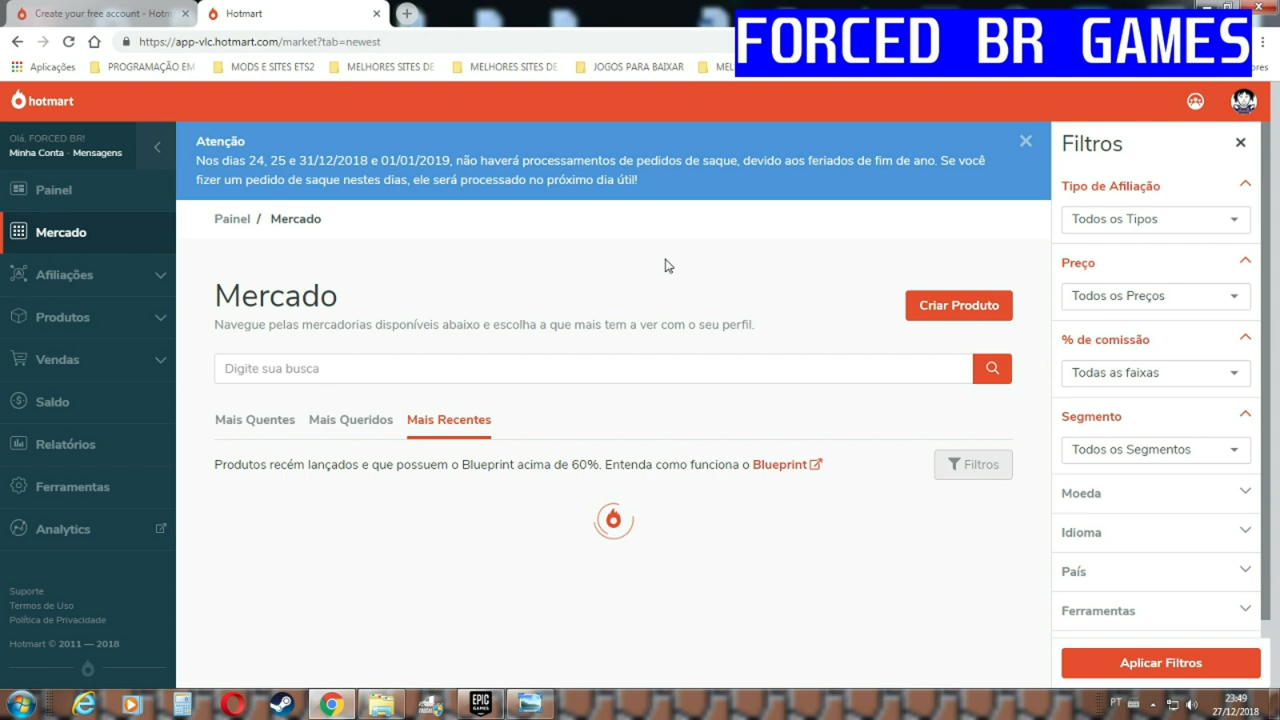 Create your free account - Hotm
Hotmart
https://app-vlc.hotmart.com/market?tab=newest
FORCED BR GAMES
Aplicações
PROGRAMAÇÃO EM
MODS E SITES ETS2
MELHORES SITES DE
MELHORES SITES DE
JOGOS PARA BAIXAR
hotmart
Olá, FORCED BR!
Minha Conta - Mensagens
Painel
Mercado
Afiliações
Produtos
Vendas
Saldo
Relatórios
Ferramentas
Analytics
Suporte
Termos de Uso
Política de Privacidade
Hotmart © 2011 — 2018
Atenção
Nos dias 24, 25 e 31/12/2018 e 01/01/2019, não haverá processamentos de pedidos de saque, devido aos feriados de fim de ano. Se você
fizer um pedido de saque nestes dias, ele será processado no próximo dia útil!
Painel / Mercado
Mercado
Criar Produto
Navegue pelas mercadorias disponíveis abaixo e escolha a que mais tem a ver com o seu perfil.
Digite sua busca
Mais Quentes Mais Queridos Mais Recentes
Produtos recém lançados e que possuem o Blueprint acima de 60%. Entenda como funciona o Blueprint
Filtros
Filtros
Tipo de Afiliação
Todos os Tipos
Preço
Todos os Preços
% de comissão
Todas as faixas
Segmento
Todos os Segmentos
Moeda
Idioma
País
Ferramentas
Aplicar Filtros
EPIC
GAMES
PT
23:49
27/12/2018